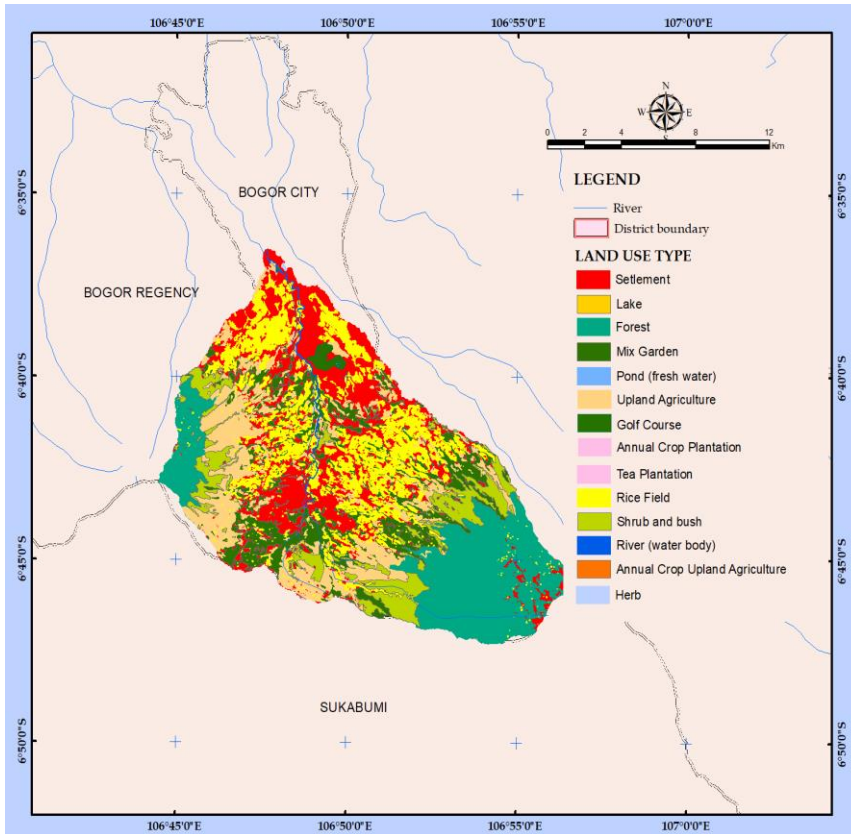 106°45'0"E 106°50'0"E 106°55'0"E 107°0'0"E
N
W E
S
0 2 4 8 12
Km
6°35'0"S 6°35'0"S
LEGEND
River
District boundary
BOGOR CITY
LAND USE TYPE
Setlement
Lake
Forest
Mix Garden
Pond (fresh water)
Upland Agriculture
Golf Course
Annual Crop Plantation
Tea Plantation
Rice Field
Shrub and bush
River (water body)
Annual Crop Upland Agriculture
Herb
BOGOR REGENCY
6°40'0"S 6°40'0"S
6°45'0"S 6°45'0"S
SUKABUMI
6°50'0"S 6°50'0"S
106°45'0"E 106°50'0"E 106°55'0"E 107°0'0"E